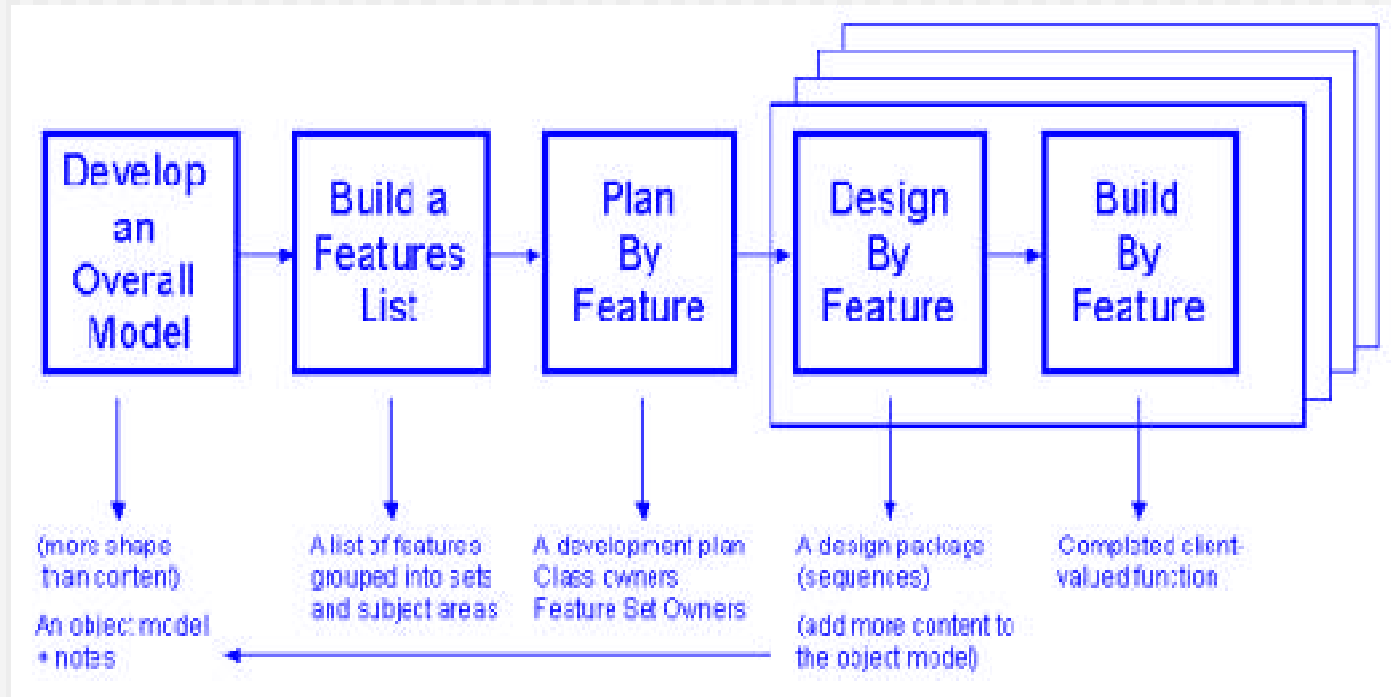 Develop
an
Overall
Model
Build a
Features
List
Plan
By
Feature
Design
By
Feature
Build
By
Feature
(more shape
than content)
An object model
+ notes
A list of features
grouped into sets
and subject areas
A development plan
Class owners
Feature Set Owners
A design package
(sequences)
(add more content to
the object model)
Completed client-
valued function